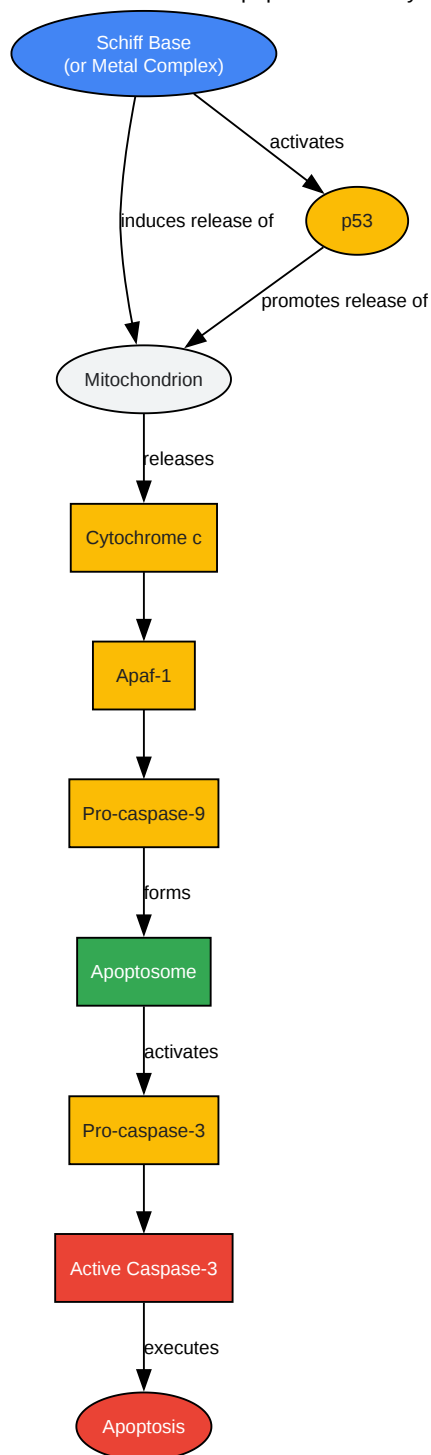 Schiff Base
(or Metal Complex)
activates
p53
induces release of
promotes release of
Mitochondrion
releases
Cytochrome c
Apaf-1
Pro-caspase-9
forms
Apoptosome
activates
Pro-caspase-3
Active Caspase-3
executes
Apoptosis